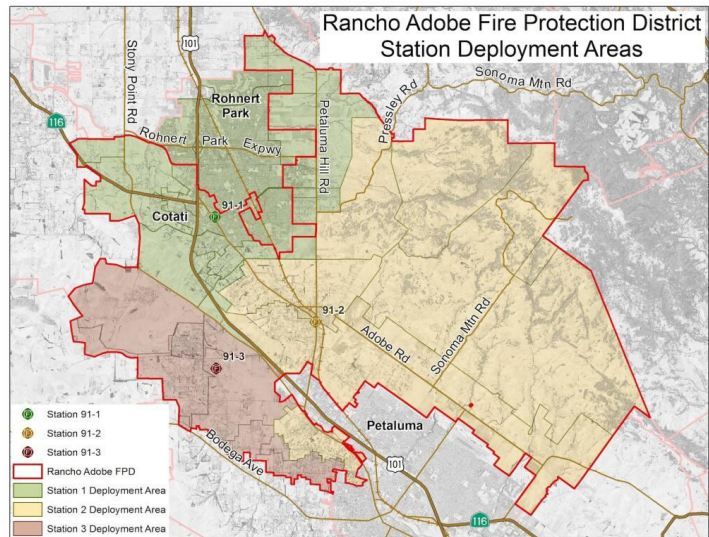 Rancho Adobe Fire Protection District
Station Deployment Areas
101
Stony Point Rd
Sonoma Mtn Rd
Pressley Rd
Rohnert
Park
Petaluma Hill Rd
116
Rohnert Park Expwy
91-1
Cotati
91-2
Adobe Rd
Sonoma Mtn Rd
91-3
Petaluma
Bodega Ave
101
116
Station 91-1
Station 91-2
Station 91-3
Rancho Adobe FPD
Station 1 Deployment Area
Station 2 Deployment Area
Station 3 Deployment Area